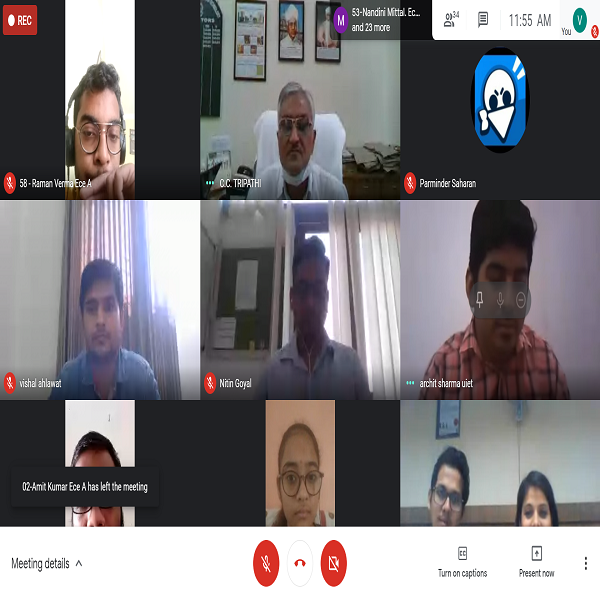 REC
53-Nandini Mittal. Ec...
and 23 more
M
34
11:55 AM
V
You
58 - Raman Verma Ece A
O.C. TRIPATHI
Parminder Saharan
vishal ahlawat
Nitin Goyal
archit sharma uiet
02-Amit Kumar Ece A has left the meeting
Meeting details
CC
Turn on captions
Present now